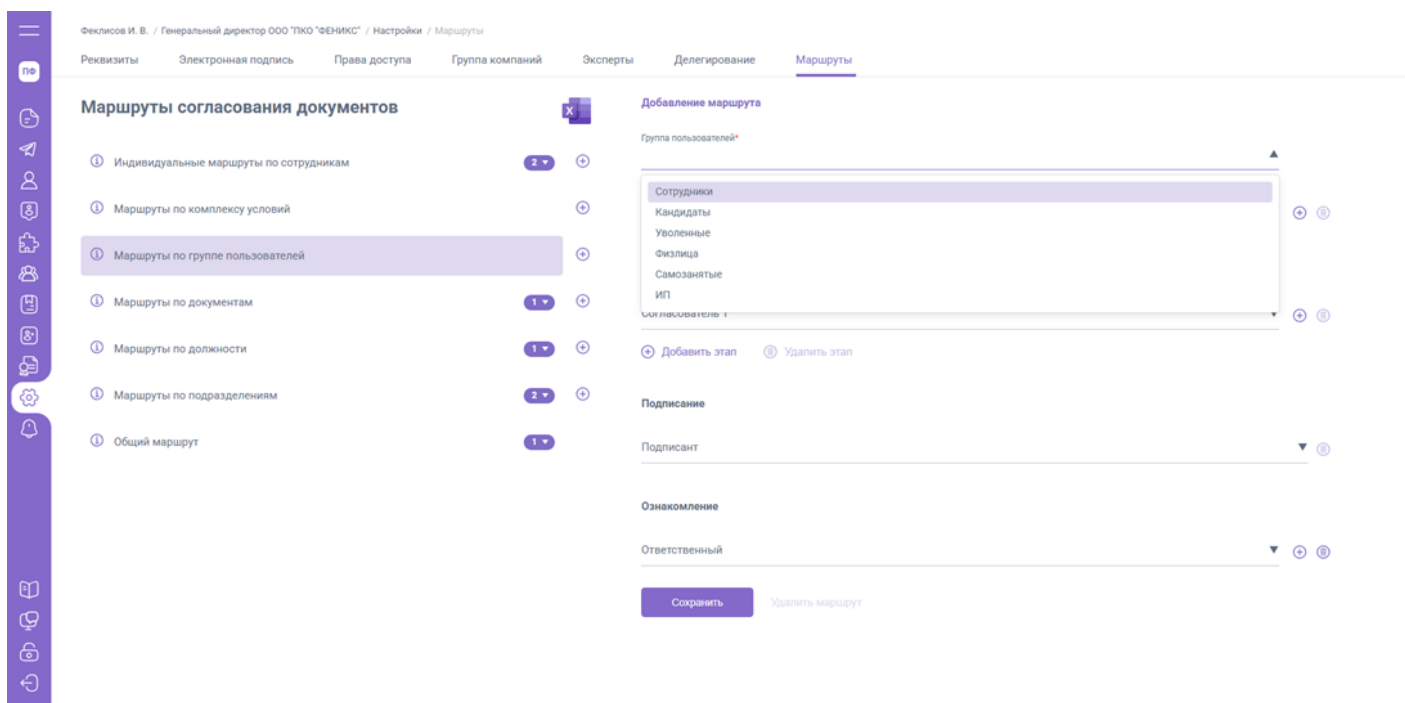 Феклисов И. В. / Генеральный директор ООО "ПКО "ФЕНИКС" / Настройки / Маршруты
ПФ
Реквизиты Электронная подпись Права доступа Группа компаний Эксперты Делегирование Маршруты
Маршруты согласования документов
Индивидуальные маршруты по сотрудникам 2
Маршруты по комплексу условий
Маршруты по группе пользователей
Маршруты по документам 1
Маршруты по должности 1
Маршруты по подразделениям 2
Общий маршрут 1
Добавление маршрута
Группа пользователей*
Сотрудники
Кандидаты
Уволенные
Физлица
Самозанятые
ИП
Согласователь 1
Добавить этап Удалить этап
Подписание
Подписант
Ознакомление
Ответственный
Сохранить Удалить маршрут